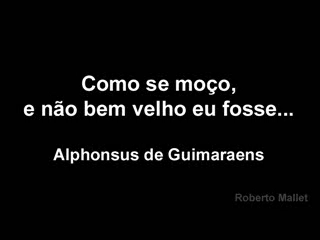 Como se moço,
e não bem velho eu fosse...
Alphonsus de Guimaraens
Roberto Mallet